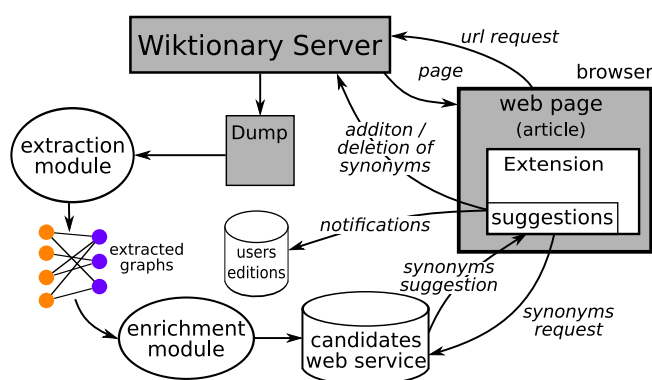 Wiktionary Server
url request
page
browser
web page
(article)
Extension
suggestions
Dump
additon /
deletion of
synonyms
extraction
module
notifications
users
editions
extracted
graphs
synonyms
suggestion
synonyms
request
enrichment
module
candidates
web service